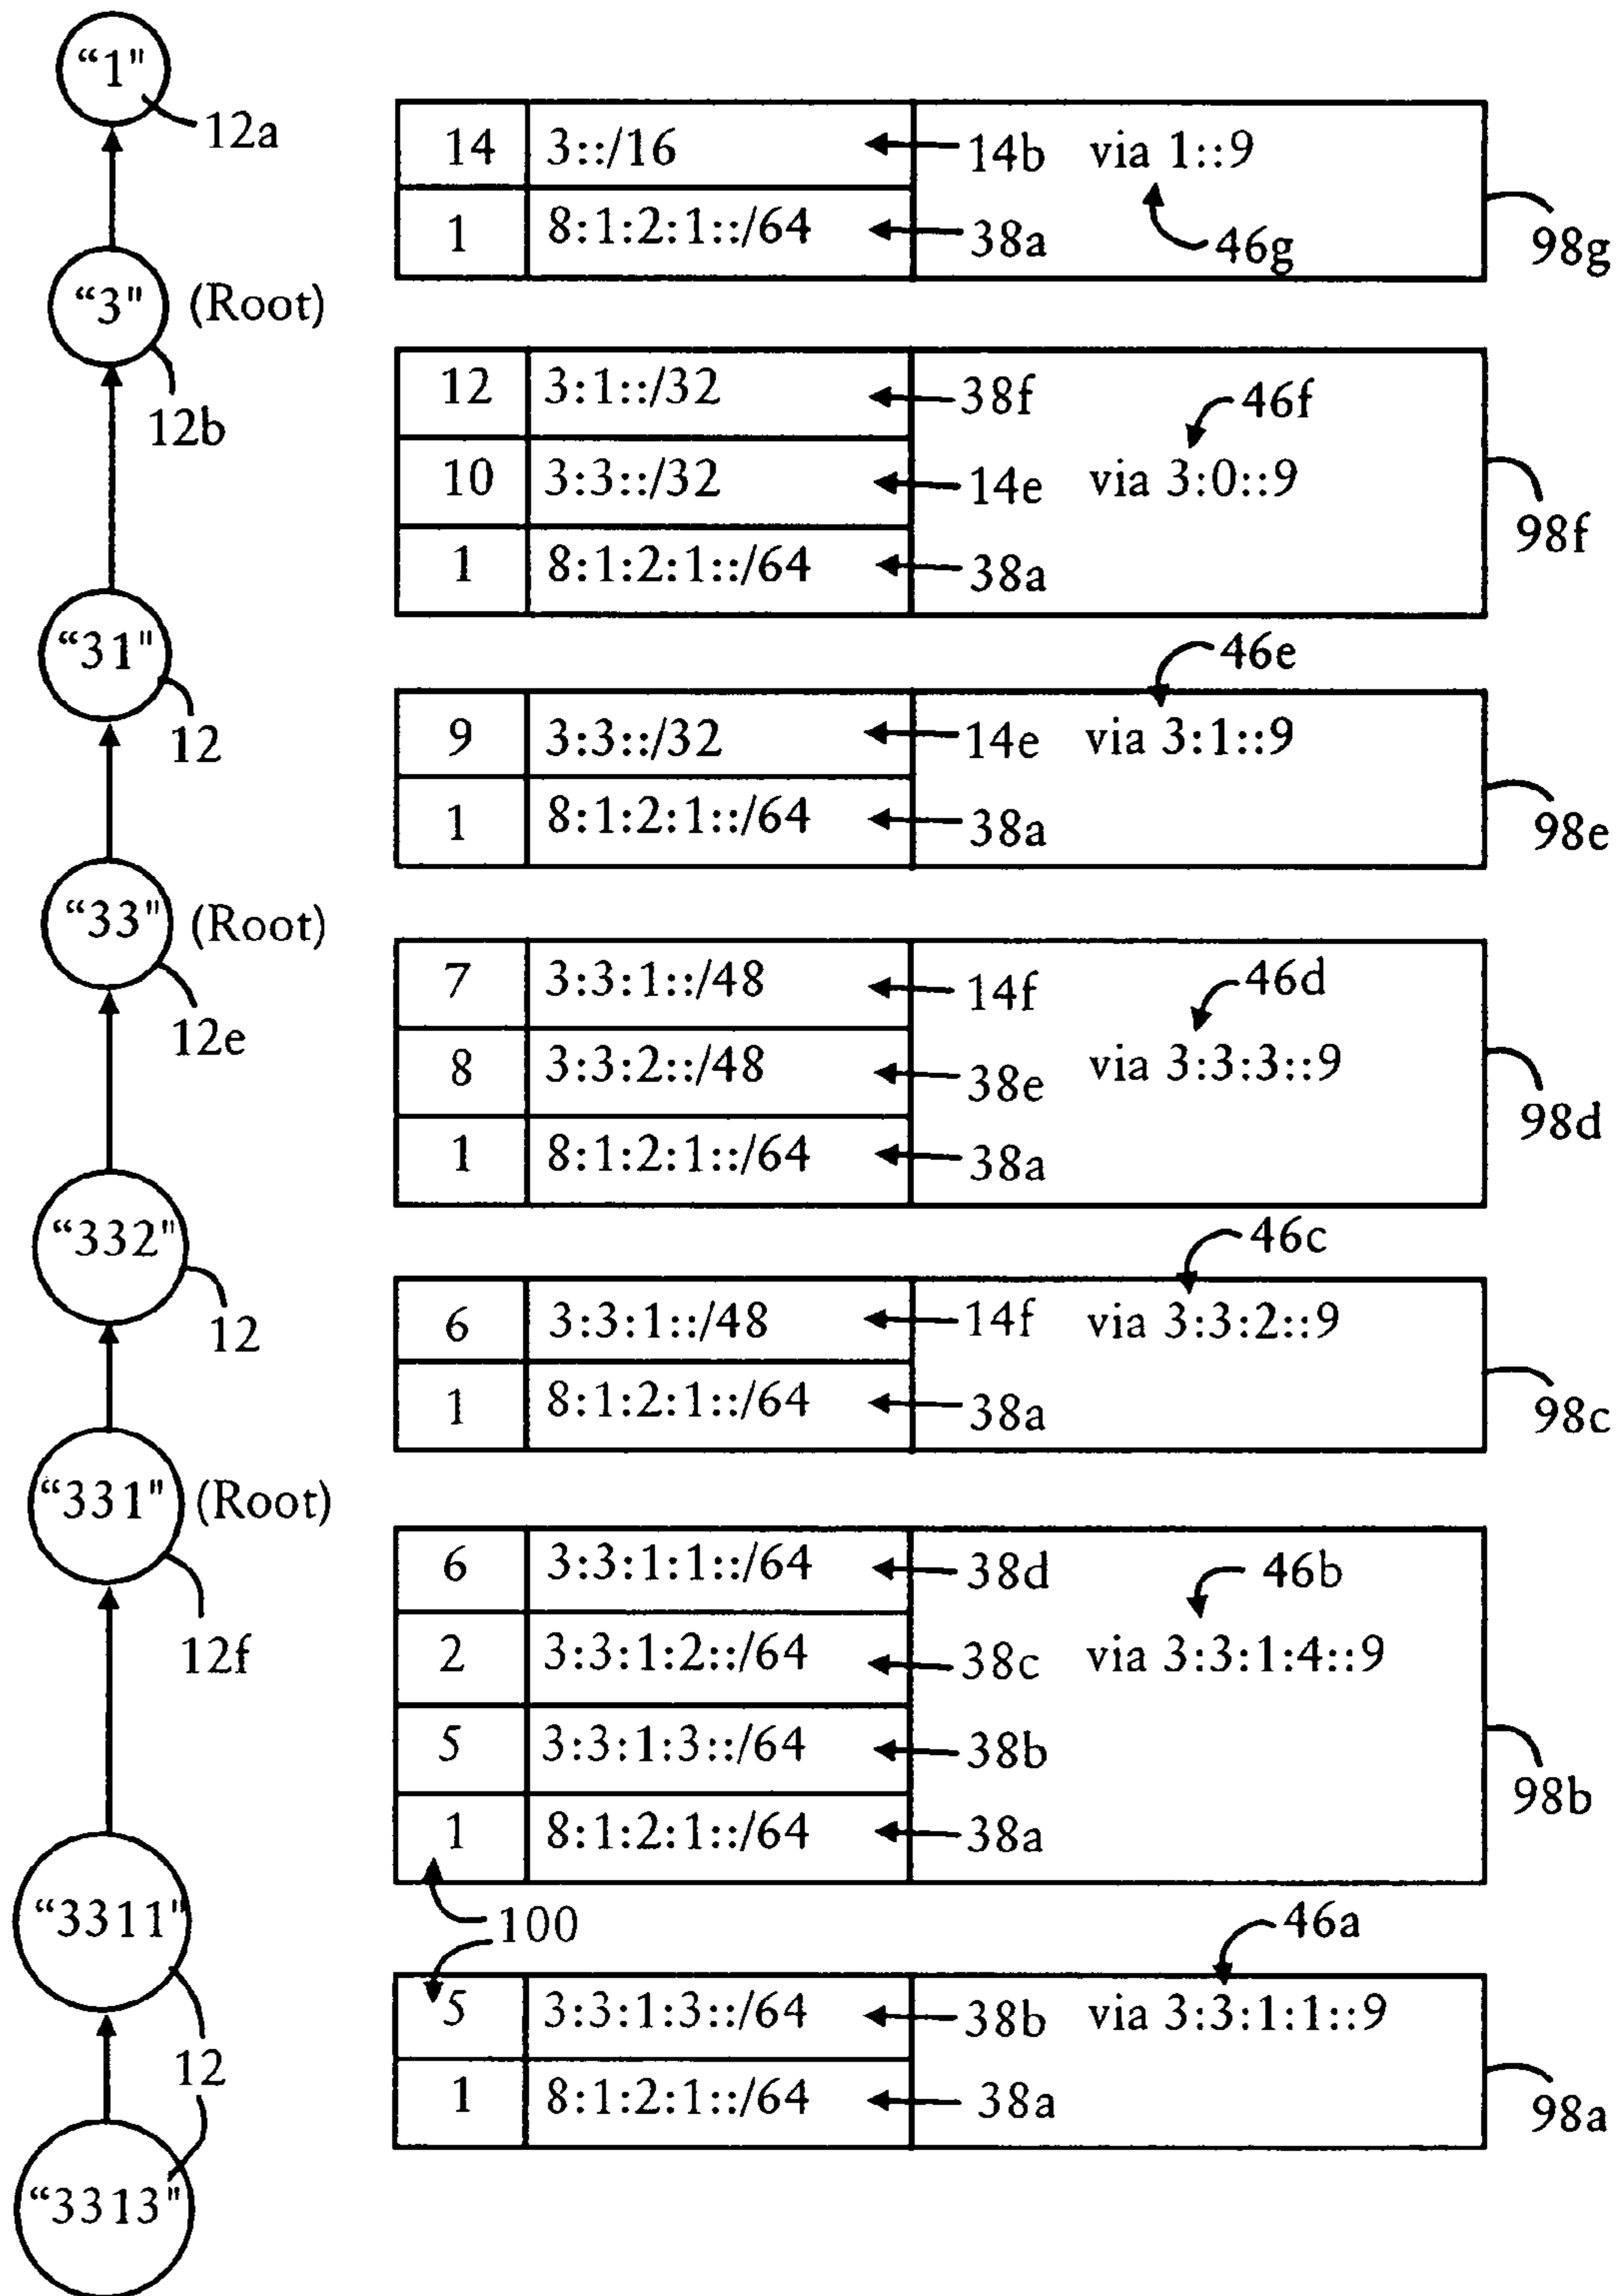 “1"
12a
14 3::/16 14b via 1::9
1 8:1:2:1::/64 38a 46g
98g
“3" (Root)
12b
12 3:1::/32 38f 46f
10 3:3::/32 14e via 3:0::9
1 8:1:2:1::/64 38a
98f
“31"
12
46e
9 3:3::/32 14e via 3:1::9
1 8:1:2:1::/64 38a
98e
“33" (Root)
12e
7 3:3:1::/48 14f 46d
8 3:3:2::/48 38e via 3:3:3::9
1 8:1:2:1::/64 38a
98d
“332"
12
46c
6 3:3:1::/48 14f via 3:3:2::9
1 8:1:2:1::/64 38a
98c
“331" (Root)
12f
6 3:3:1:1::/64 38d 46b
2 3:3:1:2::/64 38c via 3:3:1:4::9
5 3:3:1:3::/64 38b
1 8:1:2:1::/64 38a
98b
“3311"
100
46a
5 3:3:1:3::/64 38b via 3:3:1:1::9
1 8:1:2:1::/64 38a
98a
12
“3313"